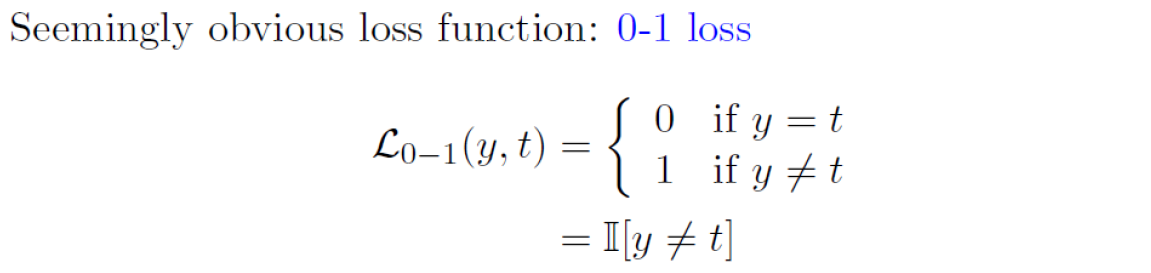 Seemingly obvious loss function: 0-1 loss
𝓛₀₋₁(y, t) = { 0 if y = t
1 if y ≠ t
= 𝕀[y ≠ t]